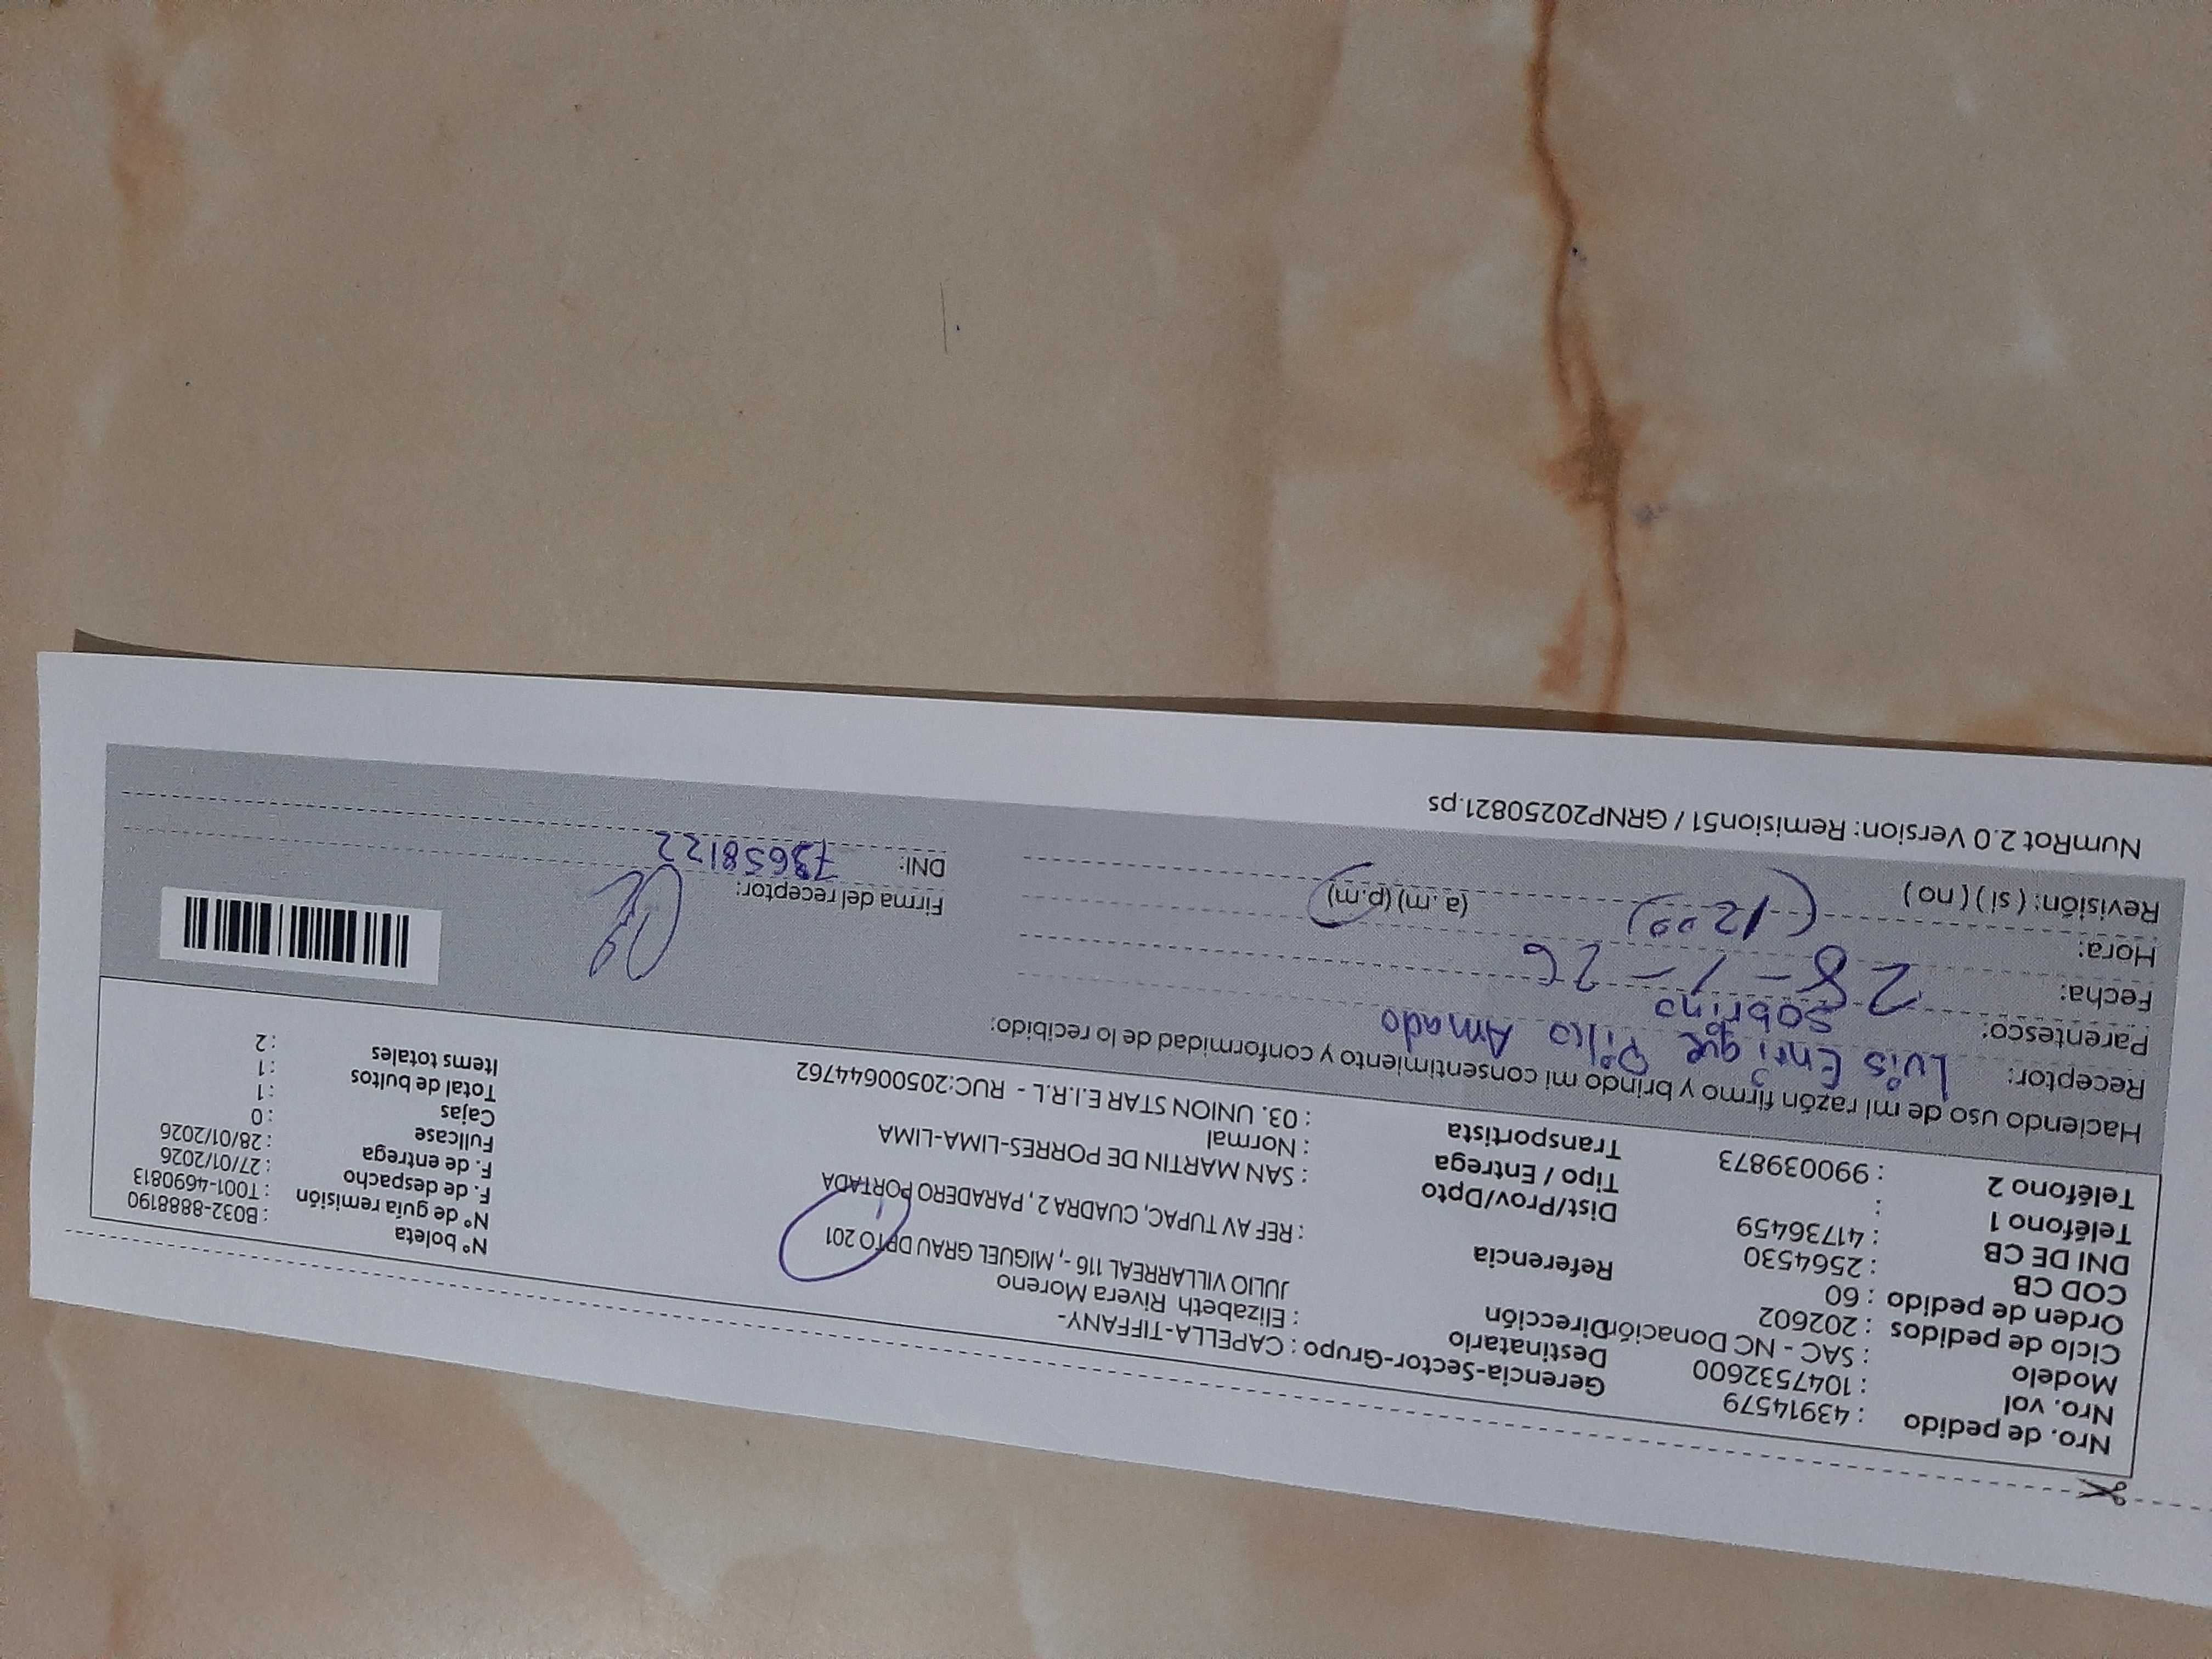 Nro. de pedido : 43914579
Nro. vol : 1047532600
Modelo : SAC - NC Donación
Ciclo de pedidos : 202602
Orden de pedido : 60
COD CB : 2564530
DNI DE CB : 41736459
Teléfono 1 :
Teléfono 2 : 990039873
Gerencia-Sector-Grupo : CAPELLA-TIFFANY-
Destinatario : Elizabeth Rivera Moreno
Dirección JULIO VILLARREAL 116 -, MIGUEL GRAU DPTO 201
Referencia : REF AV TUPAC, CUADRA 2 , PARADERO PORTADA
Dist/Prov/Dpto : SAN MARTIN DE PORRES-LIMA-LIMA
Tipo / Entrega : Normal
Transportista : 03. UNION STAR E.I.R.L - RUC:20500644762
Nº boleta : B032-8888190
Nº de guía remisión : T001-4690813
F. de despacho : 27/01/2026
F. de entrega : 28/01/2026
Fullcase : 0
Cajas : 1
Total de bultos : 1
Items totales : 2
Haciendo uso de mi razón firmo y brindo mi consentimiento y conformidad de lo recibido:
Receptor: Luis Enrique Pillco Amado
Parentesco: Sobrino
Fecha: 28-1-26
Hora: (12 00) (a. m) (p.m)
Revisión: ( si ) ( no )
Firma del receptor:
DNI: 73658122
NumRot 2.0 Version: Remision51 / GRNP20250821.ps